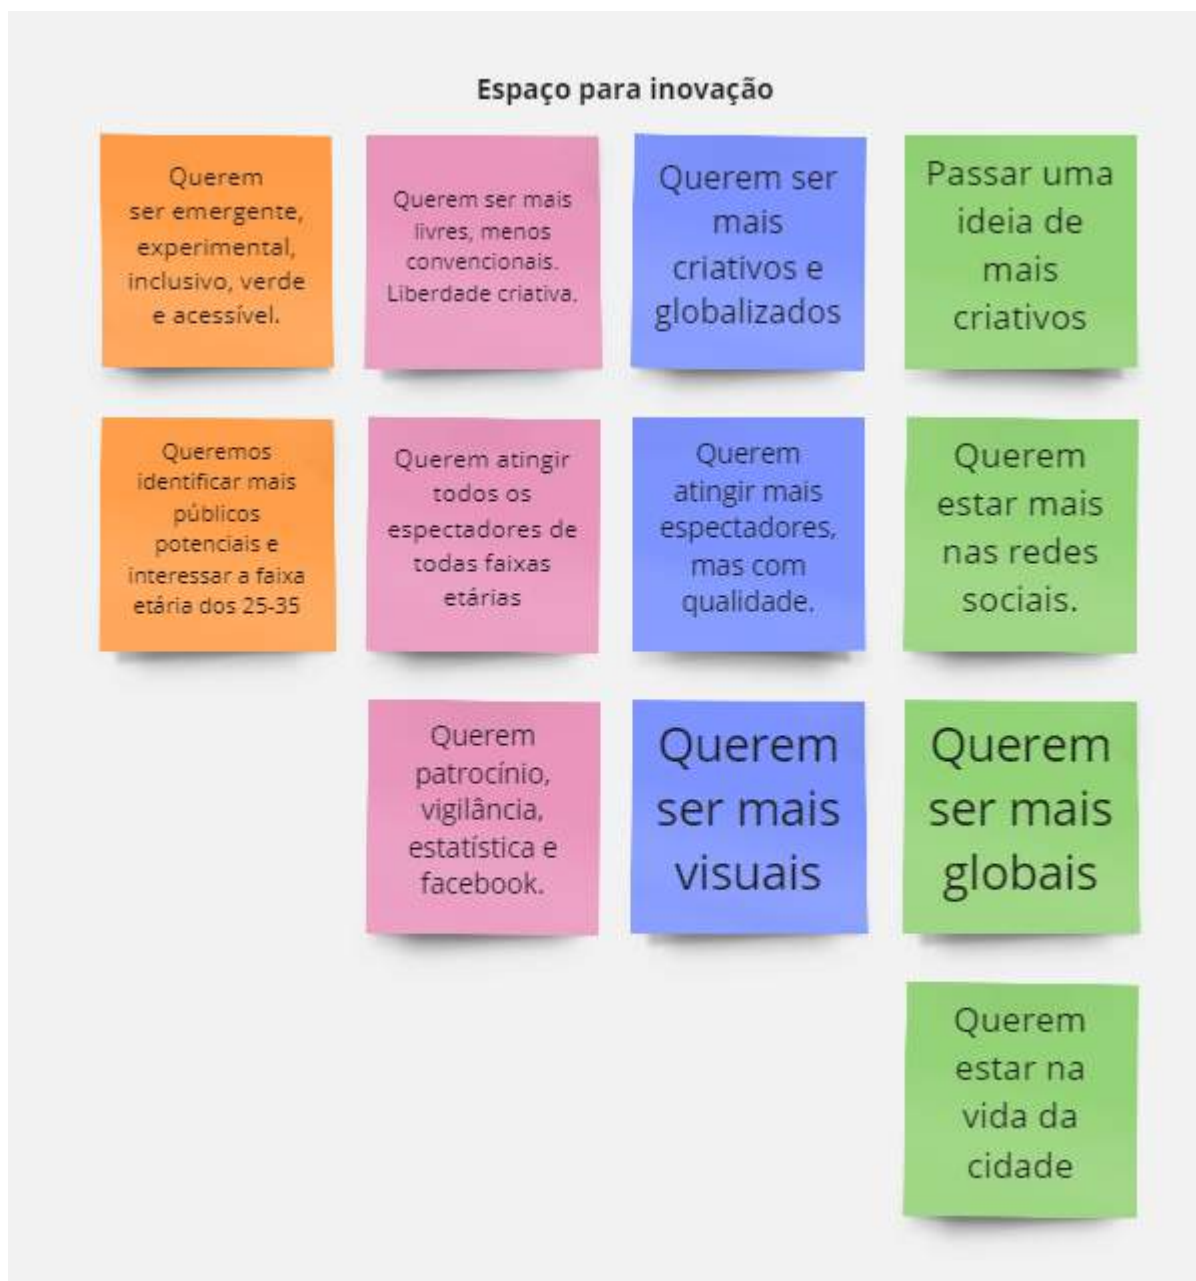 Espaço para inovação
Querem
ser emergente,
experimental,
inclusivo, verde
e acessível.
Querem ser mais
livres, menos
convencionais.
Liberdade criativa.
Querem ser
mais
criativos e
globalizados
Passar uma
ideia de
mais
criativos
Queremos
identificar mais
públicos
potenciais e
interessar a faixa
etária dos 25-35
Querem atingir
todos os
espectadores de
todas faixas
etárias
Querem
atingir mais
espectadores,
mas com
qualidade.
Querem
estar mais
nas redes
sociais.
Querem
patrocínio,
vigilância,
estatística e
facebook.
Querem
ser mais
visuais
Querem
ser mais
globais
Querem
estar na
vida da
cidade